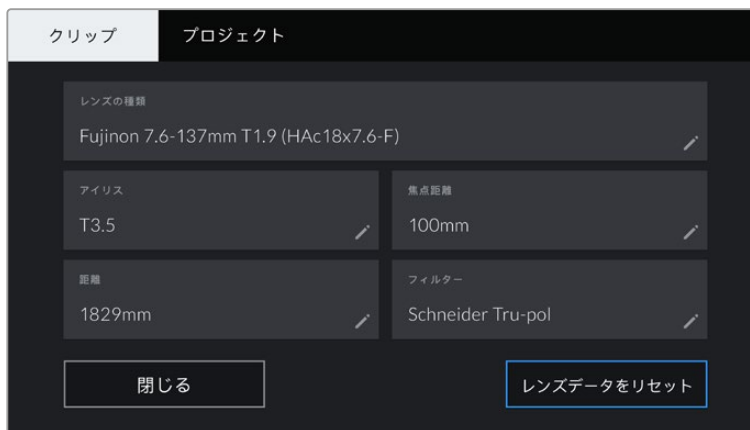 クリップ プロジェクト
レンズの種類
Fujinon 7.6-137mm T1.9 (HAc18x7.6-F)
アイリス 焦点距離
T3.5 100mm
距離 フィルター
1829mm Schneider Tru-pol
閉じる レンズデータをリセット